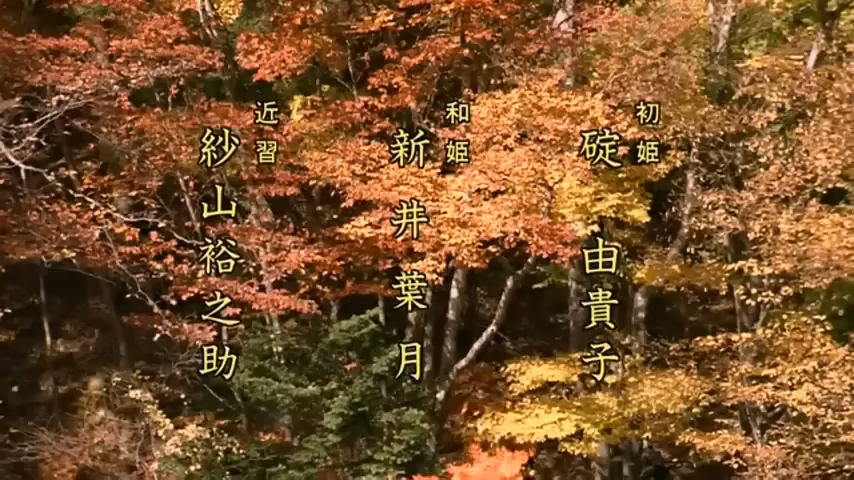 初姫
碇由貴子
和姫
新井葉月
近習
紗山裕之助